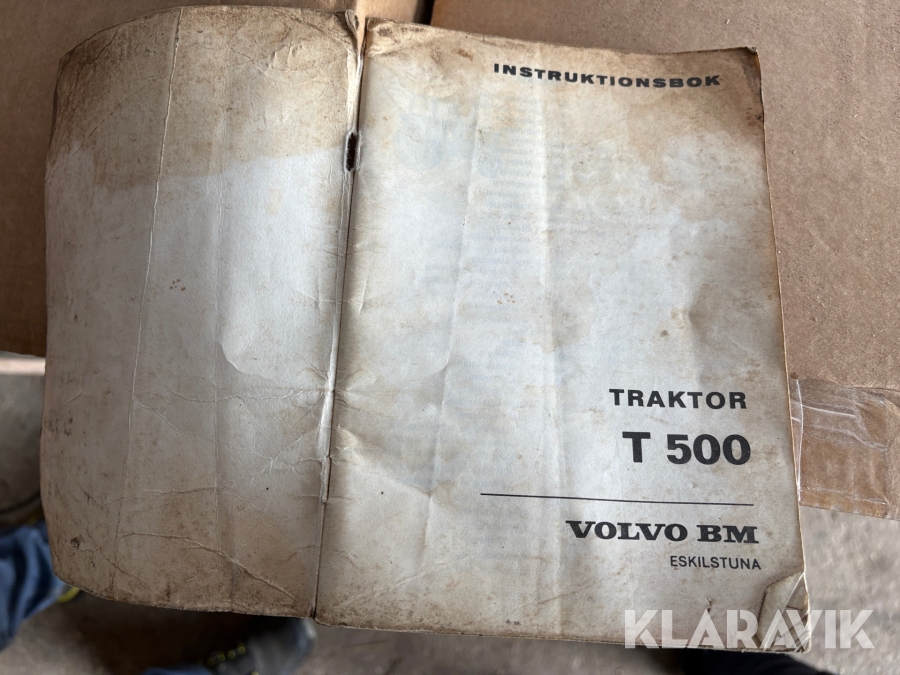 INSTRUKTIONSBOK
TRAKTOR
T 500
VOLVO BM
ESKILSTUNA
KLARAVIK